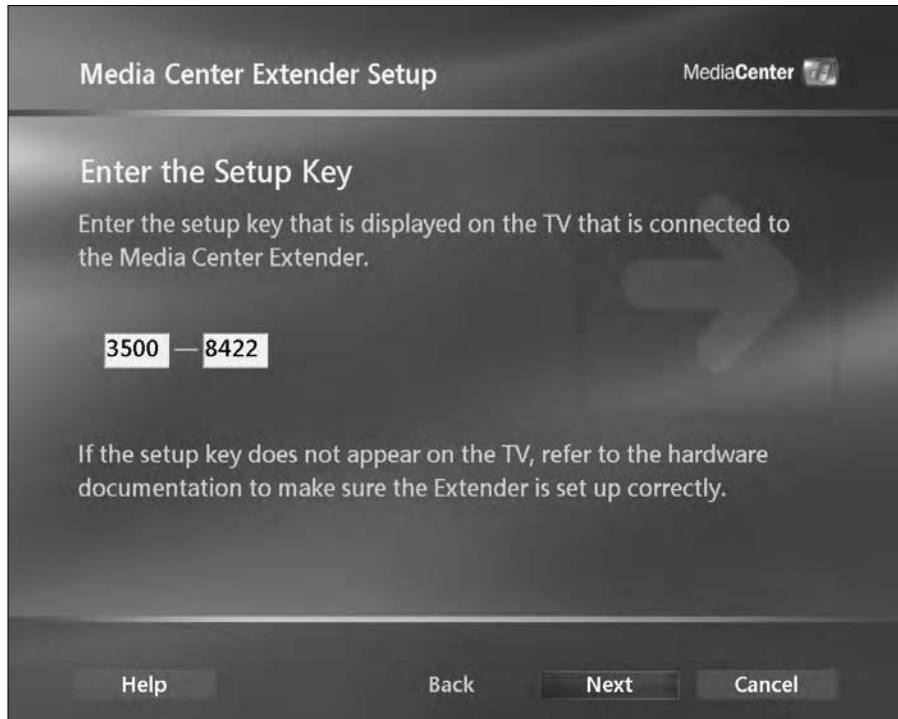 Media Center Extender Setup
MediaCenter
Enter the Setup Key
Enter the setup key that is displayed on the TV that is connected to
the Media Center Extender.
3500 — 8422
If the setup key does not appear on the TV, refer to the hardware
documentation to make sure the Extender is set up correctly.
Help Back Next Cancel